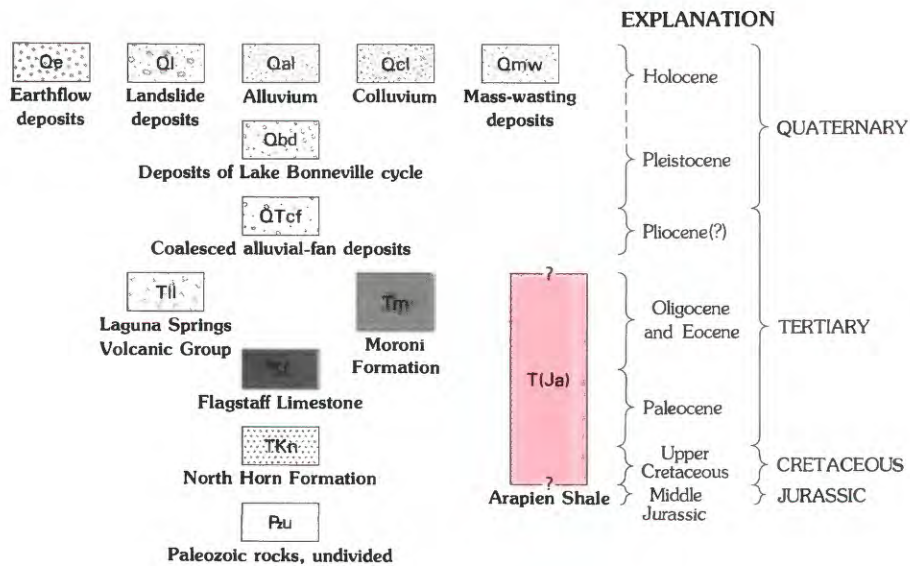 EXPLANATION
Qe
Earthflow
deposits
Ql
Landslide
deposits
Qal
Alluvium
Qcl
Colluvium
Qmw
Mass-wasting
deposits
Qbd
Deposits of Lake Bonneville cycle
QTcf
Coalesced alluvial-fan deposits
Tll
Laguna Springs
Volcanic Group
Tm
Moroni
Formation
Flagstaff Limestone
TKn
North Horn Formation
Pzu
Paleozoic rocks, undivided
?
T(Ja)
?
Arapien Shale
Holocene
Pleistocene
Pliocene(?)
Oligocene
and Eocene
Paleocene
Upper
Cretaceous
Middle
Jurassic
QUATERNARY
TERTIARY
CRETACEOUS
JURASSIC